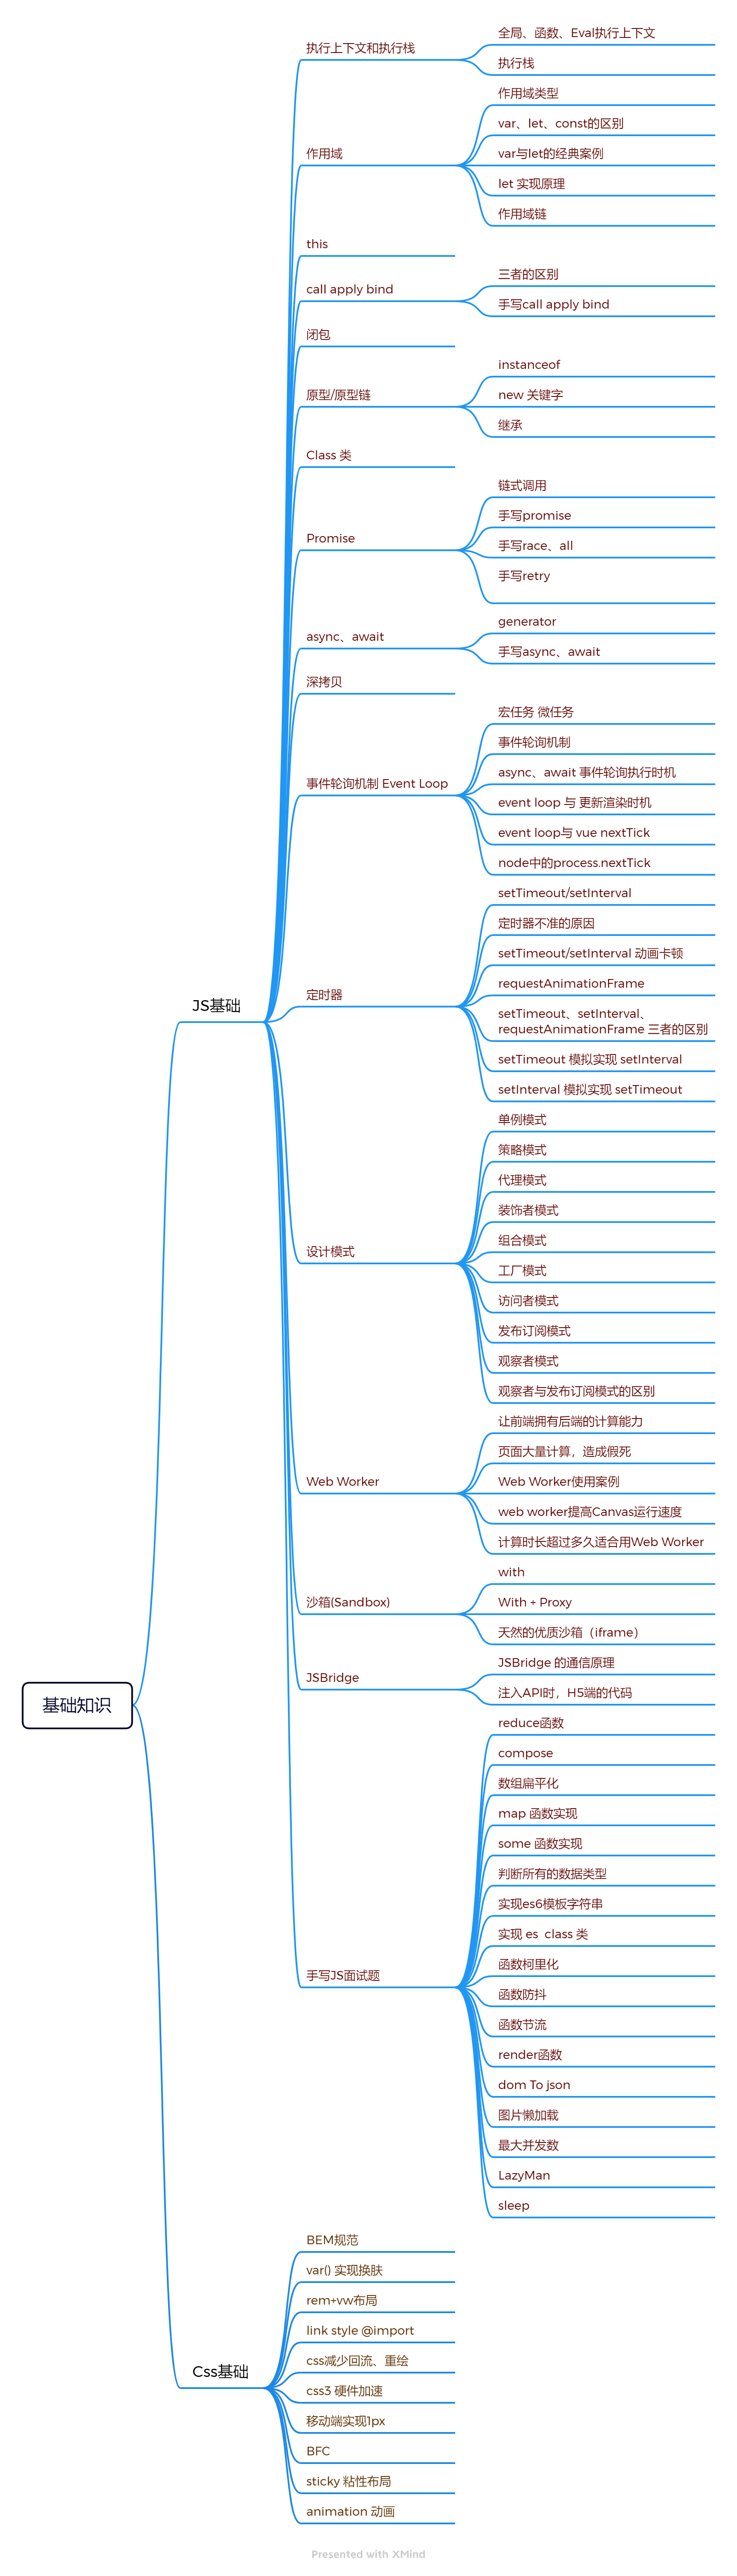 基础知识
JS基础
执行上下文和执行栈
全局、函数、Eval执行上下文
执行栈
作用域
作用域类型
var、let、const的区别
var与let的经典案例
let 实现原理
作用域链
this
call apply bind
三者的区别
手写call apply bind
闭包
原型/原型链
instanceof
new 关键字
继承
Class 类
Promise
链式调用
手写promise
手写race、all
手写retry
async、await
generator
手写async、await
深拷贝
事件轮询机制 Event Loop
宏任务 微任务
事件轮询机制
async、await 事件轮询执行时机
event loop 与 更新渲染时机
event loop与 vue nextTick
node中的process.nextTick
定时器
setTimeout/setInterval
定时器不准的原因
setTimeout/setInterval 动画卡顿
requestAnimationFrame
setTimeout、setInterval、
requestAnimationFrame 三者的区别
setTimeout 模拟实现 setInterval
setInterval 模拟实现 setTimeout
设计模式
单例模式
策略模式
代理模式
装饰者模式
组合模式
工厂模式
访问者模式
发布订阅模式
观察者模式
观察者与发布订阅模式的区别
Web Worker
让前端拥有后端的计算能力
页面大量计算，造成假死
Web Worker使用案例
web worker提高Canvas运行速度
计算时长超过多久适合用Web Worker
沙箱(Sandbox)
with
With + Proxy
天然的优质沙箱（iframe）
JSBridge
JSBridge 的通信原理
注入API时，H5端的代码
手写JS面试题
reduce函数
compose
数组扁平化
map 函数实现
some 函数实现
判断所有的数据类型
实现es6模板字符串
实现 es  class 类
函数柯里化
函数防抖
函数节流
render函数
dom To json
图片懒加载
最大并发数
LazyMan
sleep
Css基础
BEM规范
var() 实现换肤
rem+vw布局
link style @import
css减少回流、重绘
css3 硬件加速
移动端实现1px
BFC
sticky 粘性布局
animation 动画
Presented with XMind